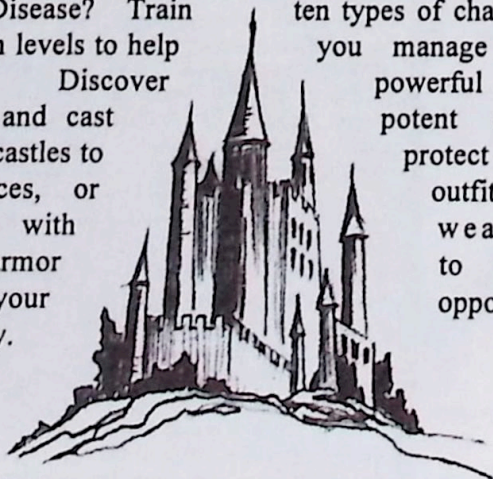 Disease? Train ten types of cha
levels to help you manage
Discover powerful
and cast potent
castles to protect
ces, or outfit
with wea
rmor to
your oppo
y.